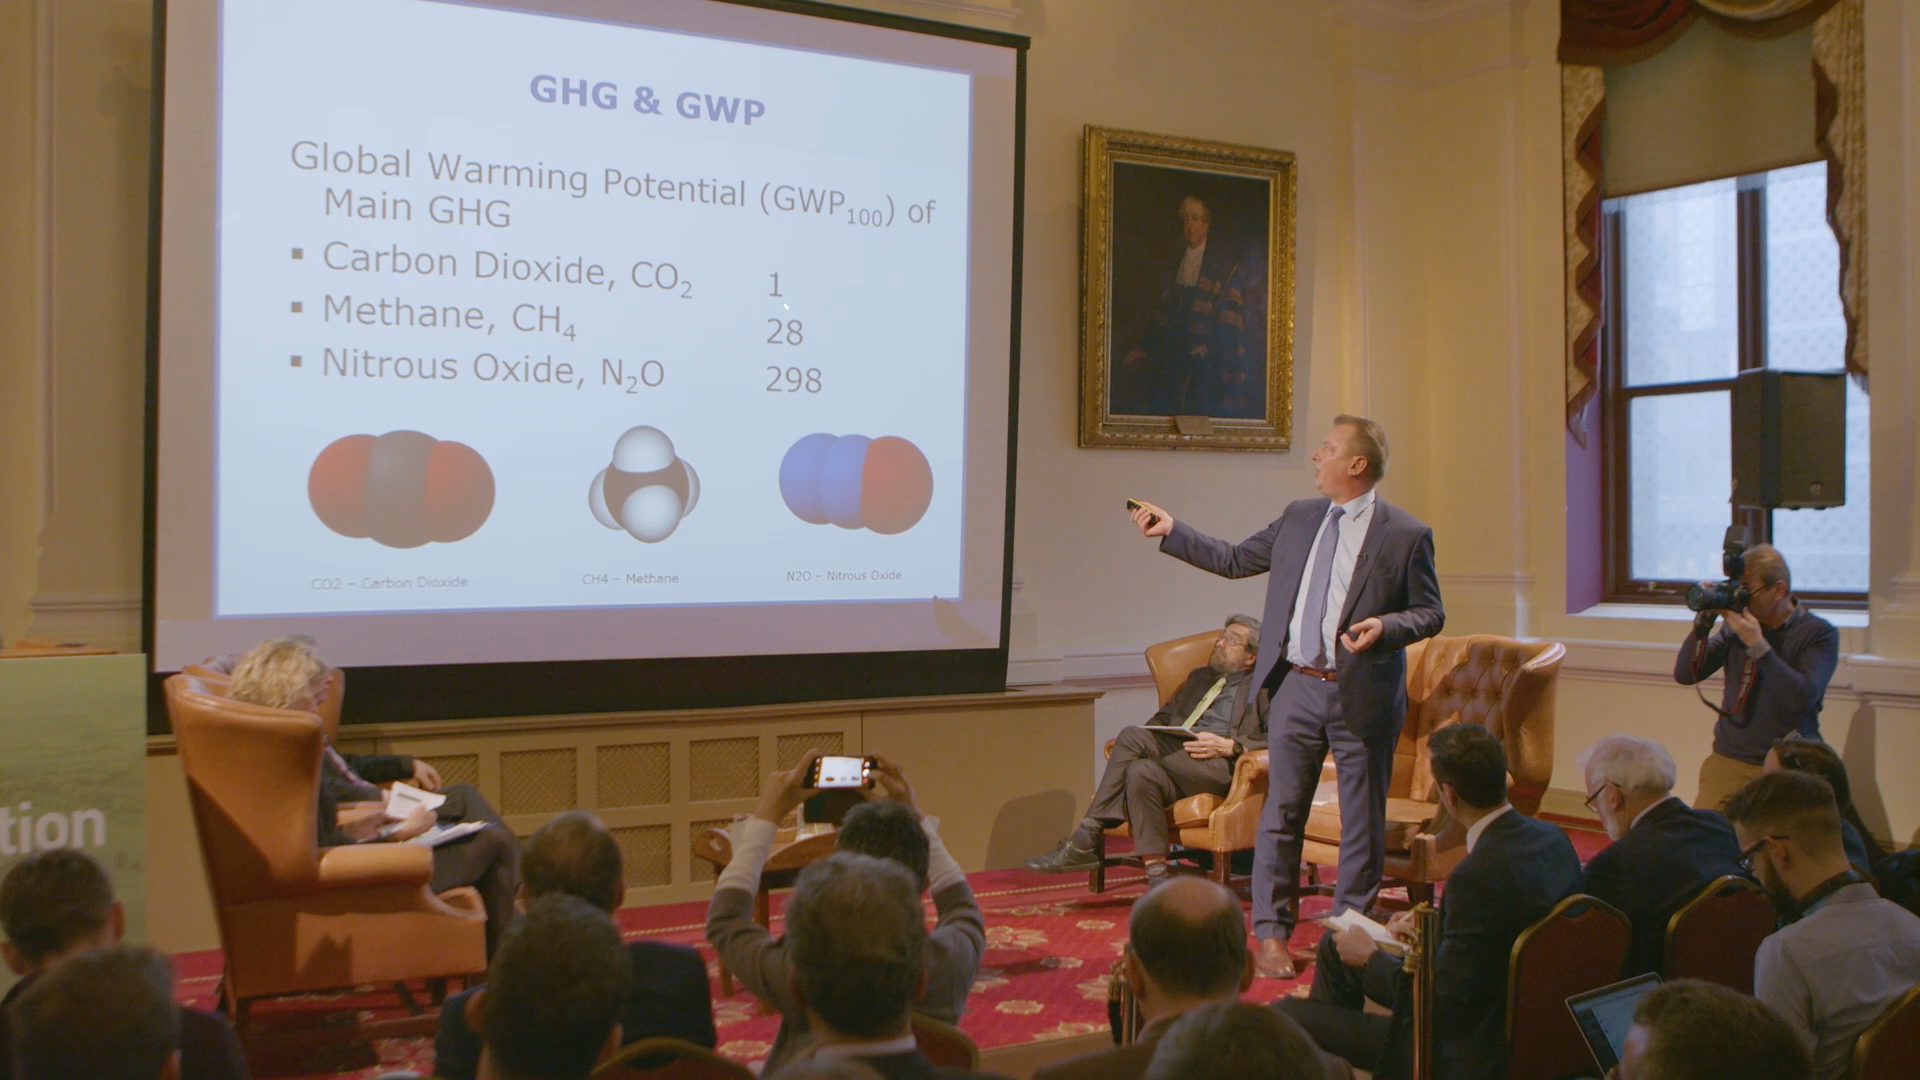 GHG & GWP
Global Warming Potential (GWP₁₀₀) of
Main GHG
▪ Carbon Dioxide, CO₂ 1
▪ Methane, CH₄ 28
▪ Nitrous Oxide, N₂O 298
CO2 – Carbon Dioxide
CH4 – Methane
N2O – Nitrous Oxide
tion